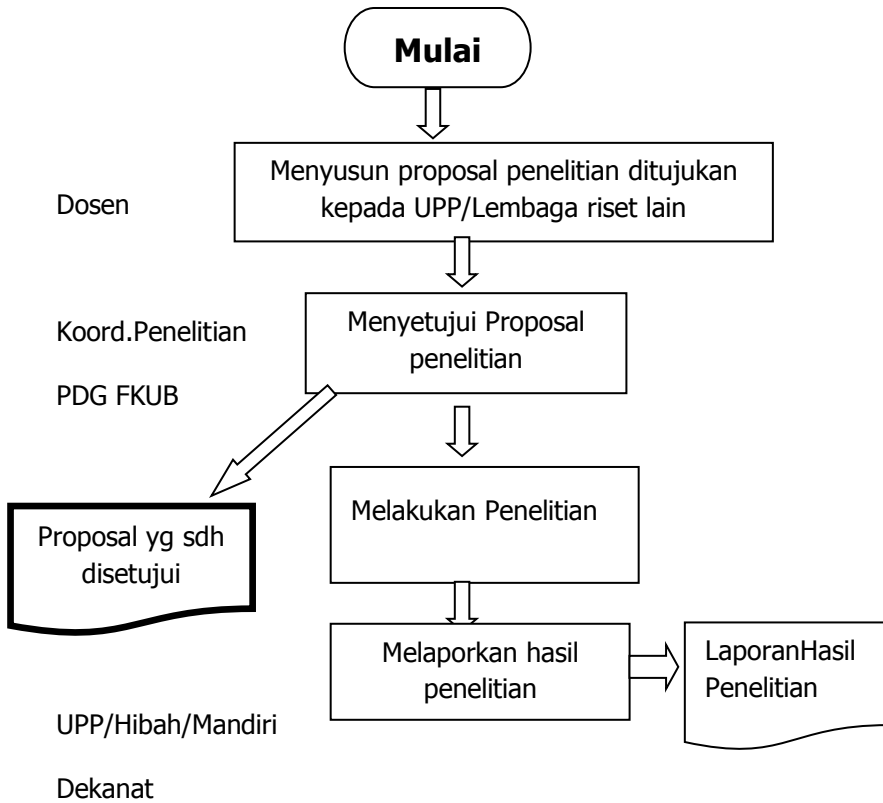 Mulai
Menyusun proposal penelitian ditujukan
kepada UPP/Lembaga riset lain
Dosen
Menyetujui Proposal
penelitian
Koord.Penelitian
PDG FKUB
Melakukan Penelitian
Proposal yg sdh
disetujui
Melaporkan hasil
penelitian
LaporanHasil
Penelitian
UPP/Hibah/Mandiri
Dekanat